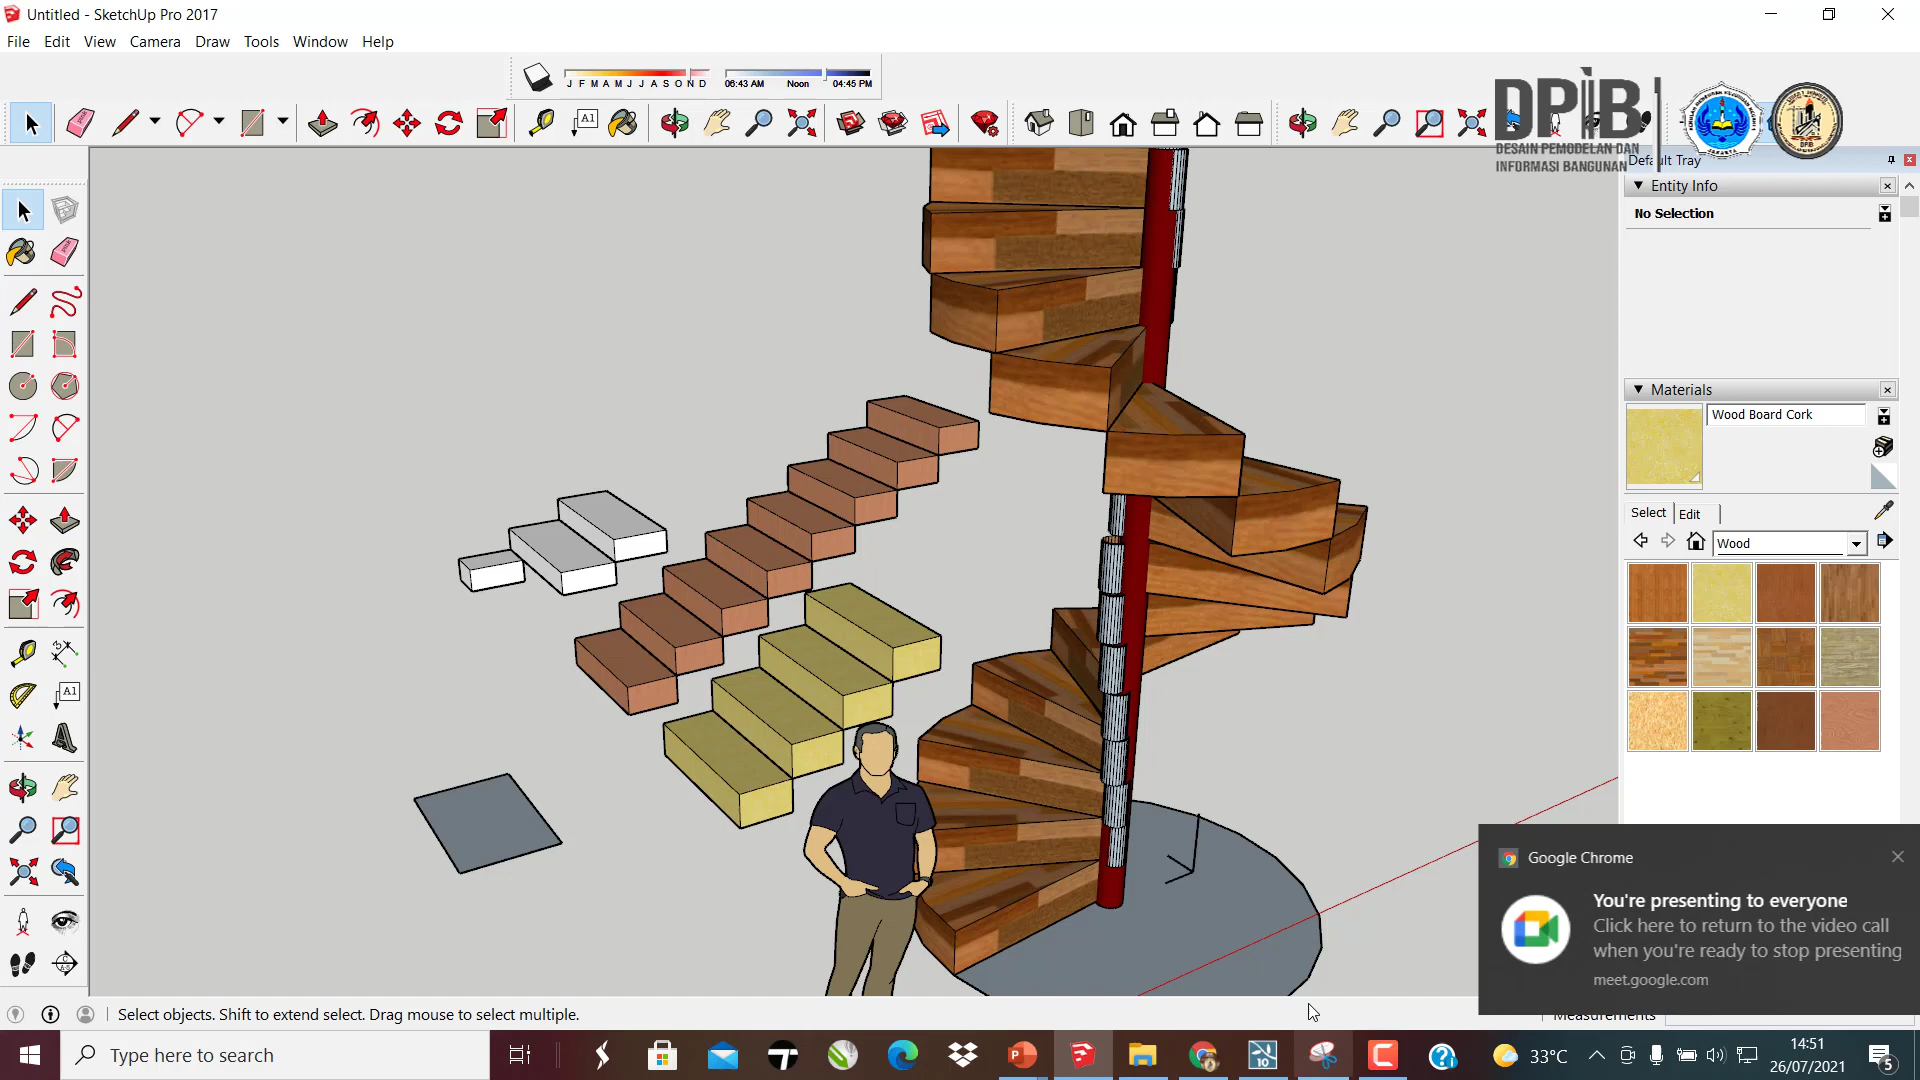 Untitled - SketchUp Pro 2017
File Edit View Camera Draw Tools Window Help
J F M A M J J A S O N D
06:43 AM Noon 04:45 PM
A1
DPIB
DESAIN PEMODELAN DAN
INFORMASI BANGUNAN
Default Tray
Entity Info
No Selection
Materials
Wood Board Cork
Select Edit
Wood
A1
Google Chrome
You're presenting to everyone
Click here to return to the video call
when you're ready to stop presenting
meet.google.com
Select objects. Shift to extend select. Drag mouse to select multiple.
Measurements
Type here to search
10
33°C
14:51
26/07/2021
5